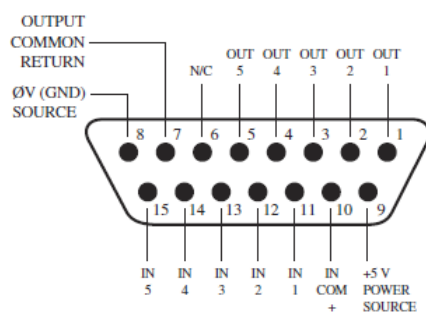 OUTPUT
COMMON
RETURN
ØV (GND)
SOURCE
N/C
OUT
5
OUT
4
OUT
3
OUT
2
OUT
1
8 7 6 5 4 3 2 1
15 14 13 12 11 10 9
IN
5
IN
4
IN
3
IN
2
IN
1
IN
COM
+
+5 V
POWER
SOURCE